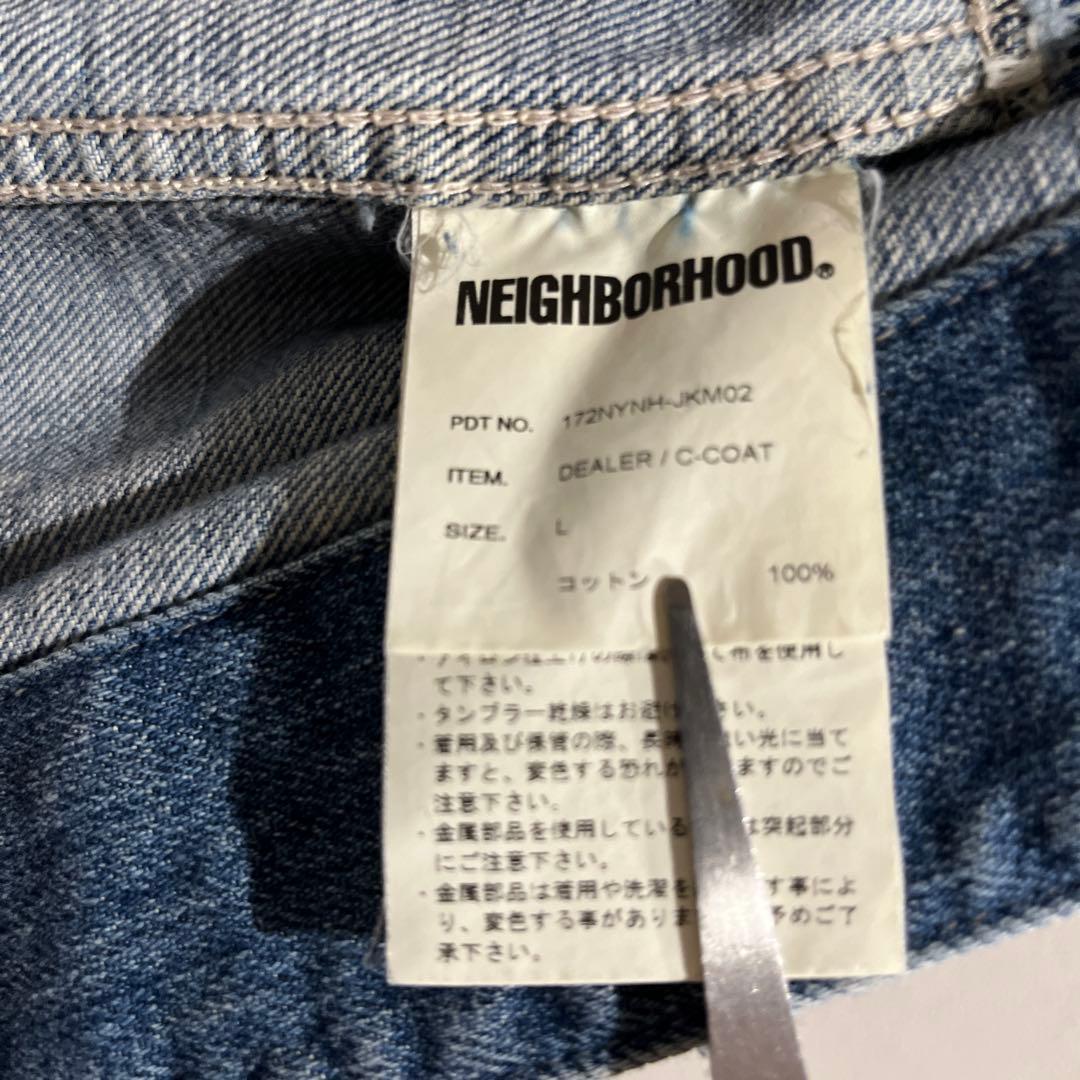 NEIGHBORHOOD®
PDT NO. 172NYNH-JKM02
ITEM. DEALER / C-COAT
SIZE. L
コットン 100%
を使用し
て下さい。
・タンブラー乾燥はお避け さい。
・着用及び保管の際、長 い光に当て
ますと、変色する恐れが ますのでご
注意下さい。
・金属部品を使用している は突起部分
にご注意下さい。
・金属部品は着用や洗濯を す事によ
り、変色する事がありま 予めご了
承下さい。